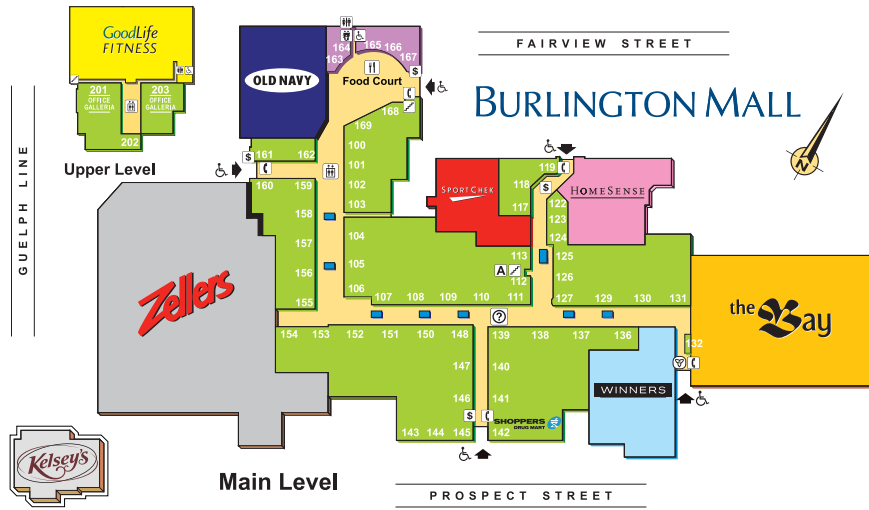 GoodLife
FITNESS
201
OFFICE
GALLERIA
203
OFFICE
GALLERIA
202
Upper Level
GUELPH LINE
FAIRVIEW STREET
BURLINGTON MALL
N
OLD NAVY
164
165
166
163
167
$
Food Court
168
169
100
101
102
103
$
161
162
160
159
158
157
156
155
104
105
106
Zellers
SPORTCHEK
119
118
117
$
HOMESENSE
122
123
124
125
126
113
A
112
107
108
109
110
111
127
129
130
131
the Bay
?
154
153
152
151
150
148
139
138
137
136
132
147
140
146
141
$
143
144
145
142
SHOPPERS
DRUG MART
WINNERS
Kelsey's
Main Level
PROSPECT STREET